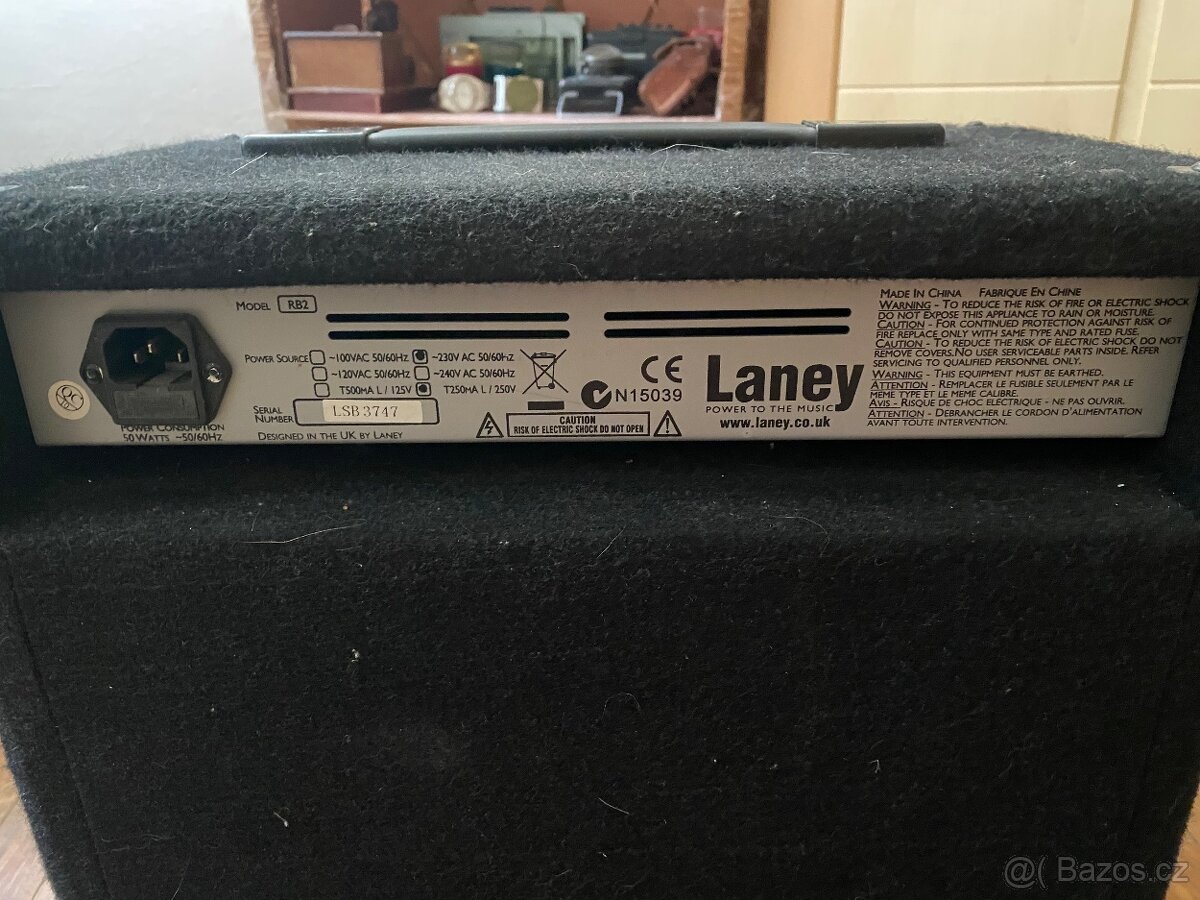 MODEL RB2
POWER SOURCE ~100VAC 50/60Hz ~230V AC 50/60Hz
~120VAC 50/60Hz ~240V AC 50/60Hz
T500MA L / 125V T250MA L / 250V
SERIAL NUMBER LSB 3747
POWER CONSUMPTION
50 WATTS ~50/60Hz
DESIGNED IN THE UK BY LANEY
CAUTION
RISK OF ELECTRIC SHOCK DO NOT OPEN
CE
N15039
Laney
POWER TO THE MUSIC
www.laney.co.uk
MADE IN CHINA FABRIQUE EN CHINE
WARNING - TO REDUCE THE RISK OF FIRE OR ELECTRIC SHOCK
DO NOT EXPOSE THIS APPLIANCE TO RAIN OR MOISTURE.
CAUTION - FOR CONTINUED PROTECTION AGAINST RISK OF
FIRE REPLACE ONLY WITH SAME TYPE AND RATED FUSE.
CAUTION - TO REDUCE THE RISK OF ELECTRIC SHOCK DO NOT
REMOVE COVERS. NO USER SERVICEABLE PARTS INSIDE. REFER
SERVICING TO QUALIFIED PERSONNEL ONLY.
WARNING - THIS EQUIPMENT MUST BE EARTHED.
ATTENTION - REMPLACER LE FUSIBLE SEULEMENT PAR LE
MEME TYPE ET LE MEME CALIBRE.
AVIS - RISQUE DE CHOC ELECTRIQUE - NE PAS OUVRIR.
ATTENTION - DEBRANCHER LE CORDON D'ALIMENTATION
AVANT TOUTE INTERVENTION.
@( Bazos.cz